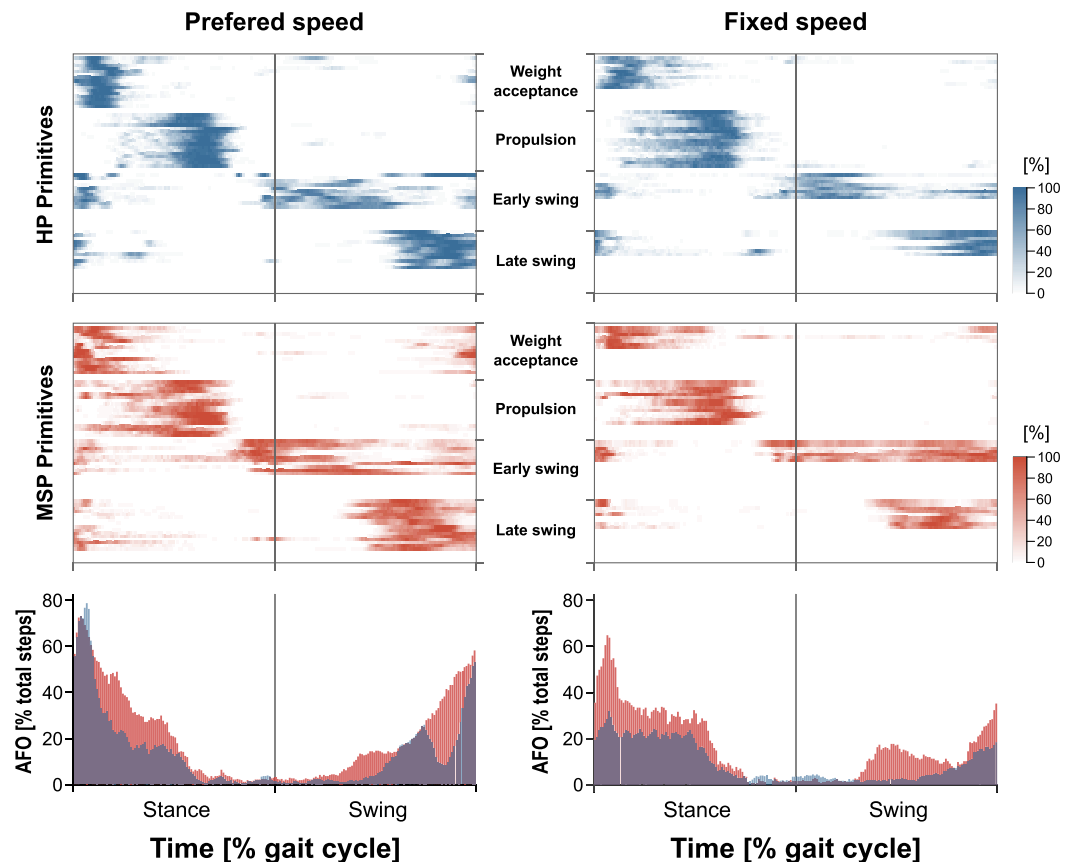 Prefered speed
Fixed speed
HP Primitives
Weight
acceptance
Propulsion
Early swing
Late swing
[%]
100
80
60
40
20
0
MSP Primitives
Weight
acceptance
Propulsion
Early swing
Late swing
[%]
100
80
60
40
20
0
AFO [% total steps]
80
60
40
20
0
Stance
Swing
Time [% gait cycle]
AFO [% total steps]
80
60
40
20
0
Stance
Swing
Time [% gait cycle]